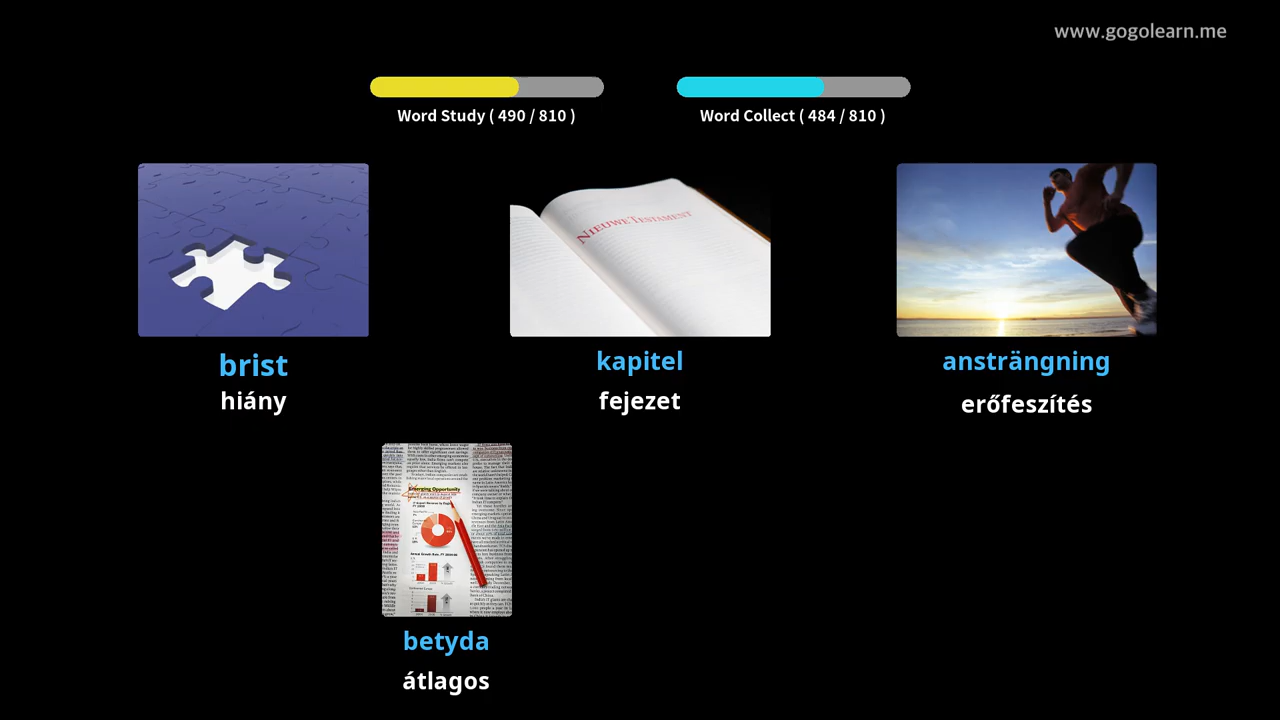 www.gogolearn.me
Word Study ( 490 / 810 )
Word Collect ( 484 / 810 )
NIEUWE TESTAMENT
brist
hiány
kapitel
fejezet
ansträngning
erőfeszítés
Emerging Opportunity
betyda
átlagos